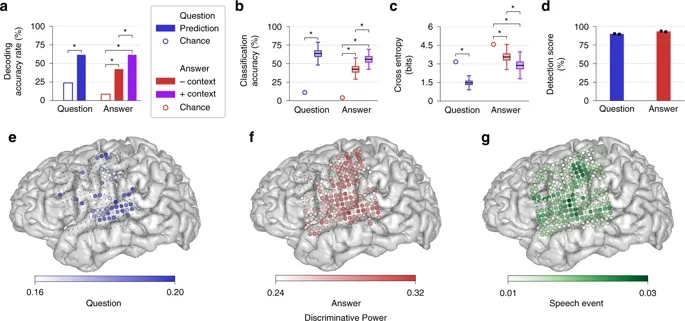 a
Decoding
accuracy rate (%)
100
75
50
25
0
*
*
*
*
Question
Answer
Question
Prediction
Chance
Answer
– context
+ context
Chance
b
Classification
accuracy (%)
100
75
50
25
0
*
*
*
*
Question
Answer
c
Cross entropy
(bits)
6
4.5
3
1.5
0
*
*
*
*
Question
Answer
d
Detection score
(%)
100
75
50
25
0
Question
Answer
e
0.16
0.20
Question
f
0.24
0.32
Answer
Discriminative Power
g
0.01
0.03
Speech event